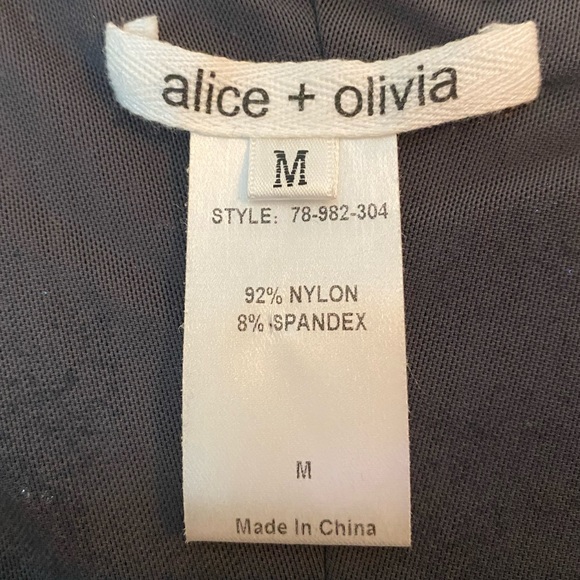 alice + olivia
M
STYLE: 78-982-304
92% NYLON
8% SPANDEX
M
Made In China